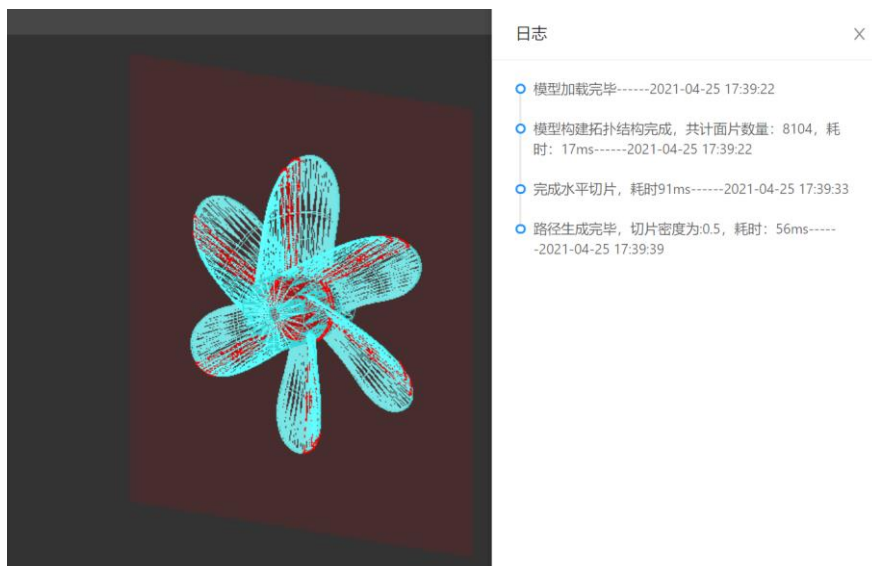 日志
模型加载完毕------2021-04-25 17:39:22
模型构建拓扑结构完成，共计面片数量：8104，耗
时：17ms------2021-04-25 17:39:22
完成水平切片，耗时91ms------2021-04-25 17:39:33
路径生成完毕，切片密度为:0.5，耗时：56ms-----
-2021-04-25 17:39:39